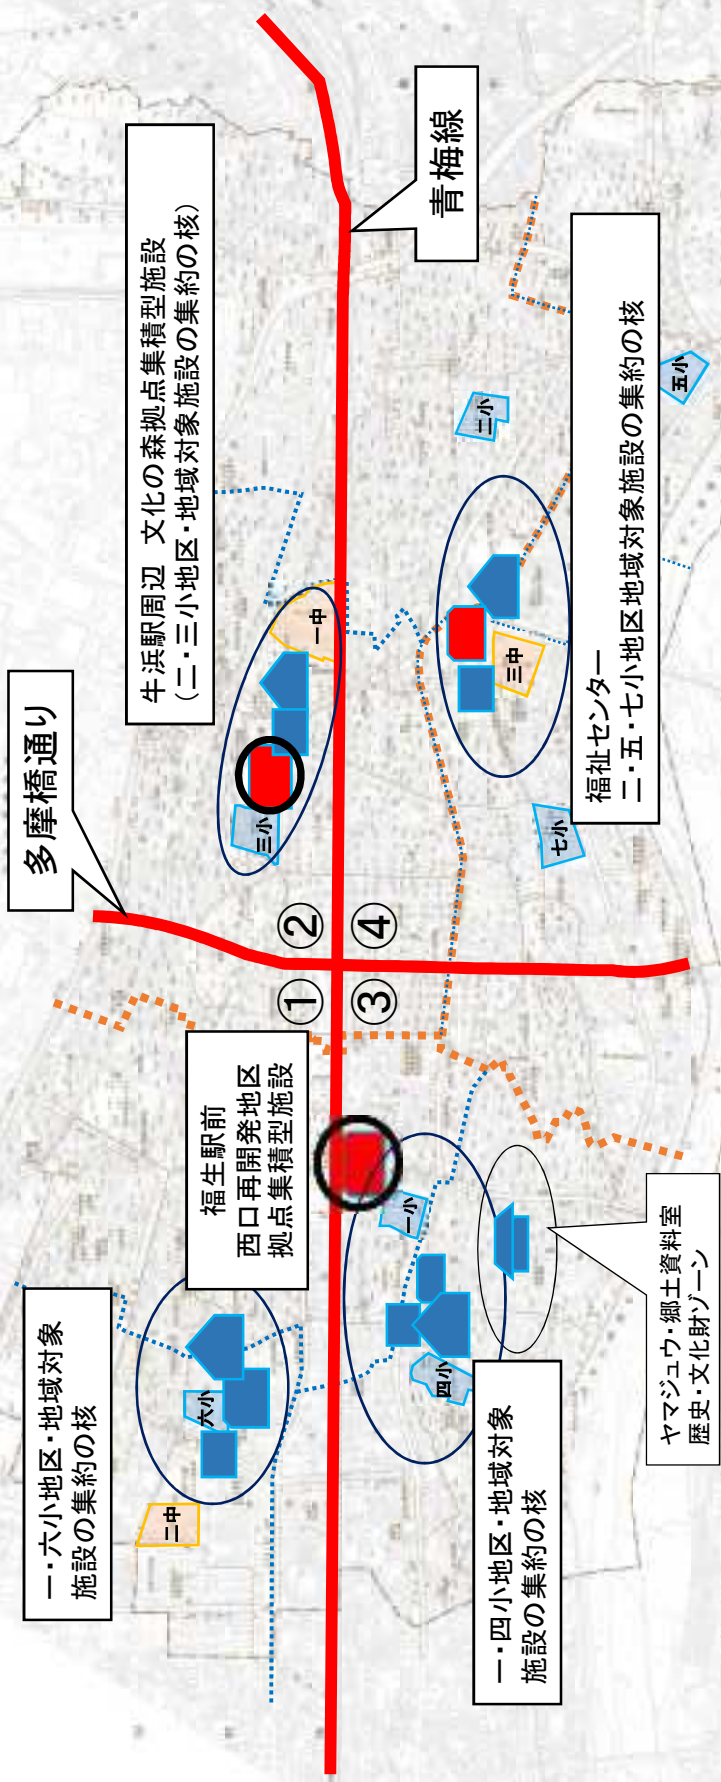 一・六小地区・地域対象
施設の集約の核
二中
六小
福生駅前
西口再開発地区
拠点集積型施設
多摩橋通り
牛浜駅周辺　文化の森拠点集積型施設
（二・三小地区・地域対象施設の集約の核）
三小
一中
青梅線
①
②
③
④
一・四小地区・地域対象
施設の集約の核
四小
一小
ヤマジュウ・郷土資料室
歴史・文化財ゾーン
七小
三中
二小
五小
福祉センター
二・五・七小地区地域対象施設の集約の核